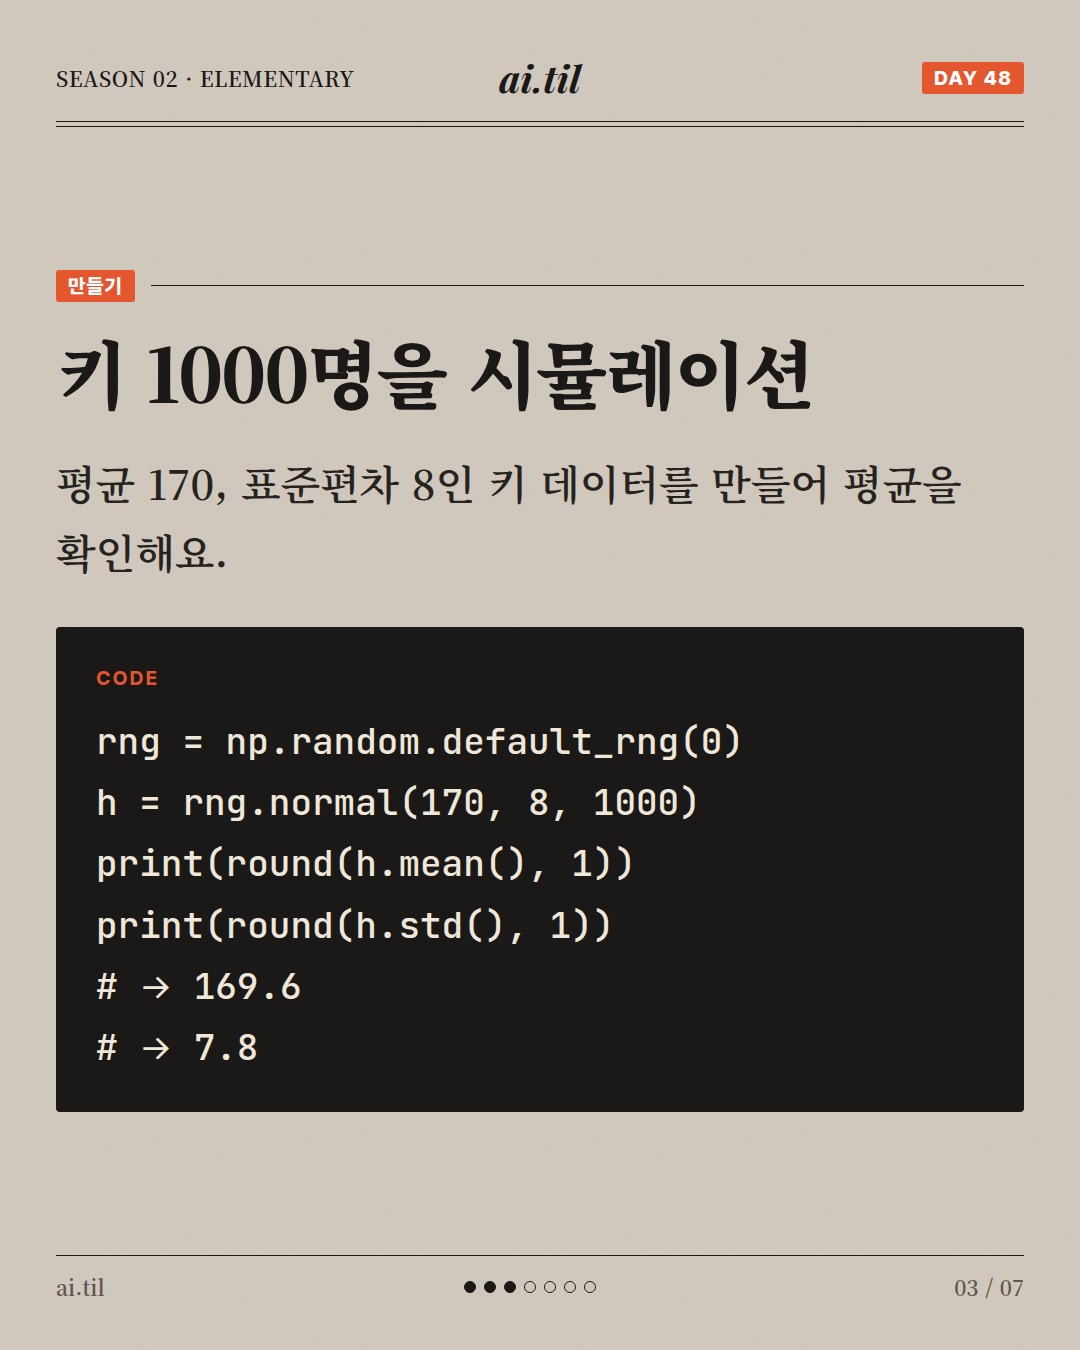 SEASON 02 · ELEMENTARY
ai.til
DAY 48
만들기
키 1000명을 시뮬레이션
평균 170, 표준편차 8인 키 데이터를 만들어 평균을
확인해요.
CODE
rng = np.random.default_rng(0)
h = rng.normal(170, 8, 1000)
print(round(h.mean(), 1))
print(round(h.std(), 1))
# → 169.6
# → 7.8
ai.til
03 / 07